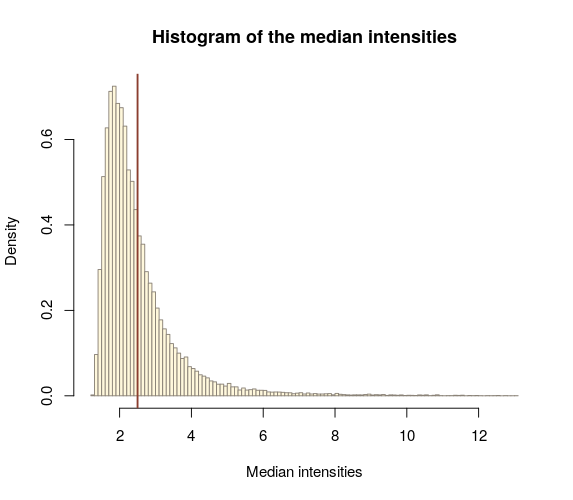 Histogram of the median intensities
Density
0.0 0.2 0.4 0.6
2 4 6 8 10 12
Median intensities